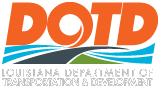 DOTD
LOUISIANA DEPARTMENT OF
TRANSPORTATION & DEVELOPMENT